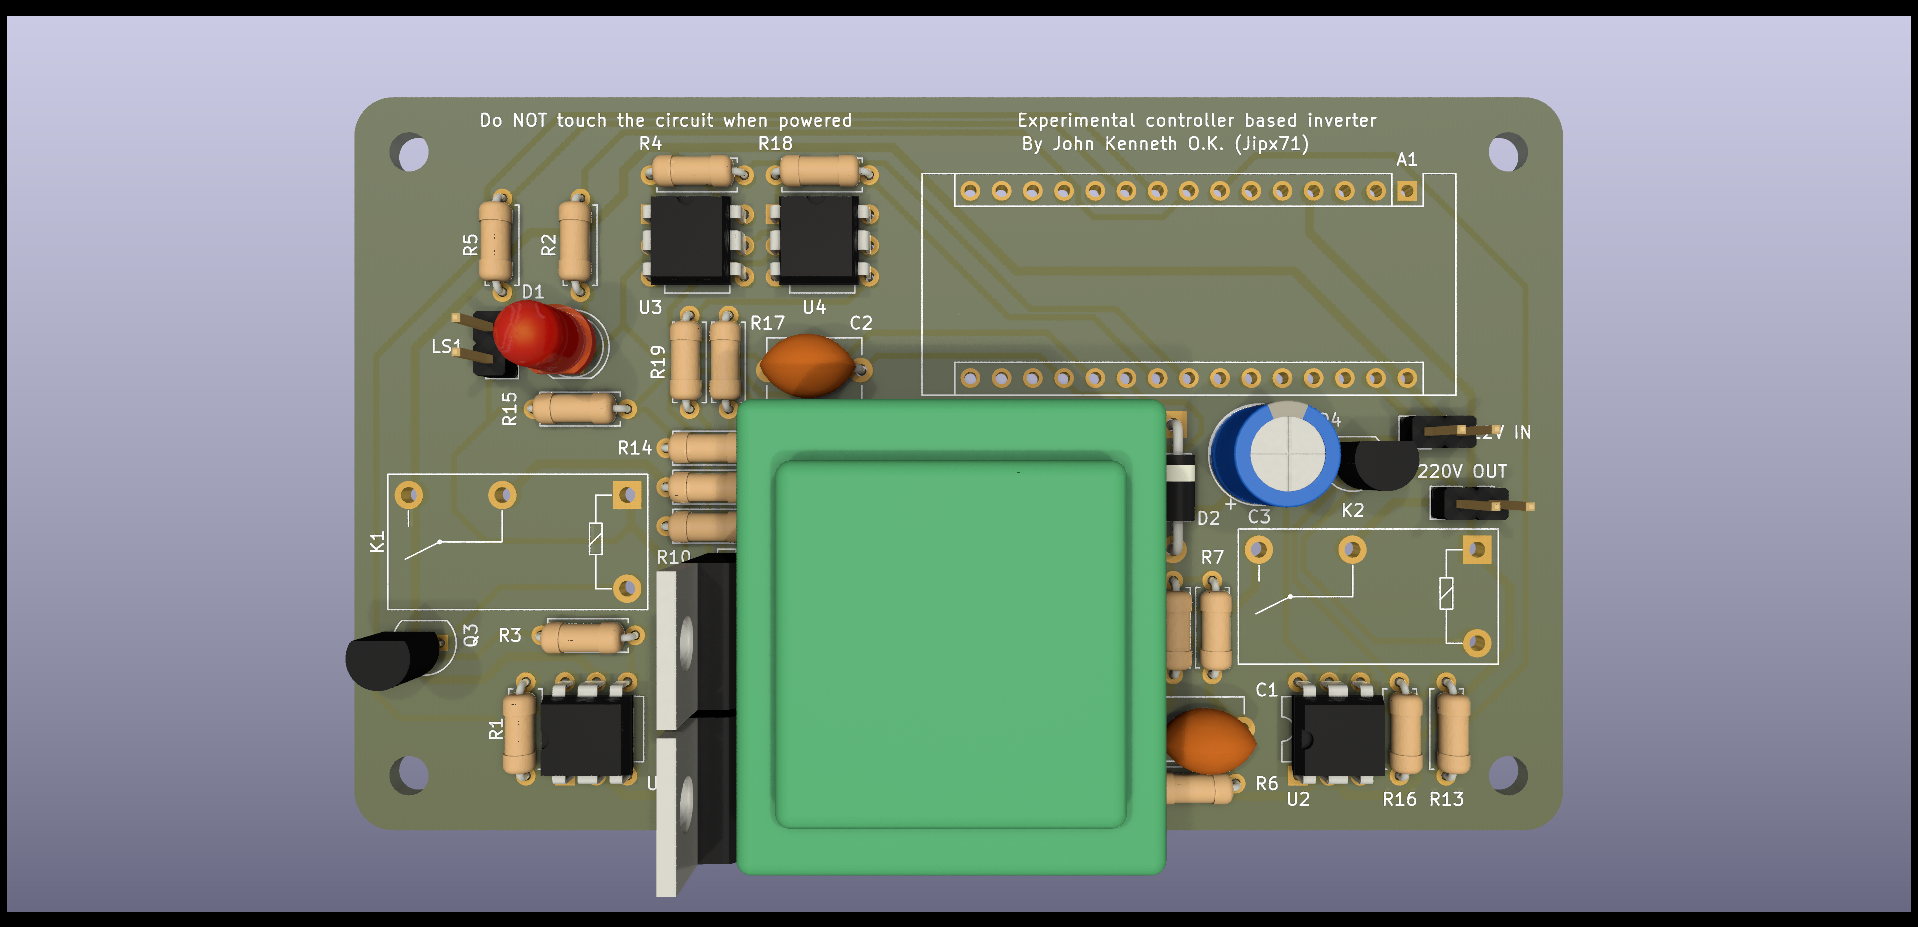 Do NOT touch the circuit when powered
Experimental controller based inverter
By John Kenneth O.K. (Jipx71)
R4
R18
A1
R5
R2
D1
U3
U4
R17
C2
LS1
R19
R15
R14
IN
220V OUT
K1
R10
D2
+
C3
K2
R7
Q3
R3
R1
C1
R6
U2
R16
R13